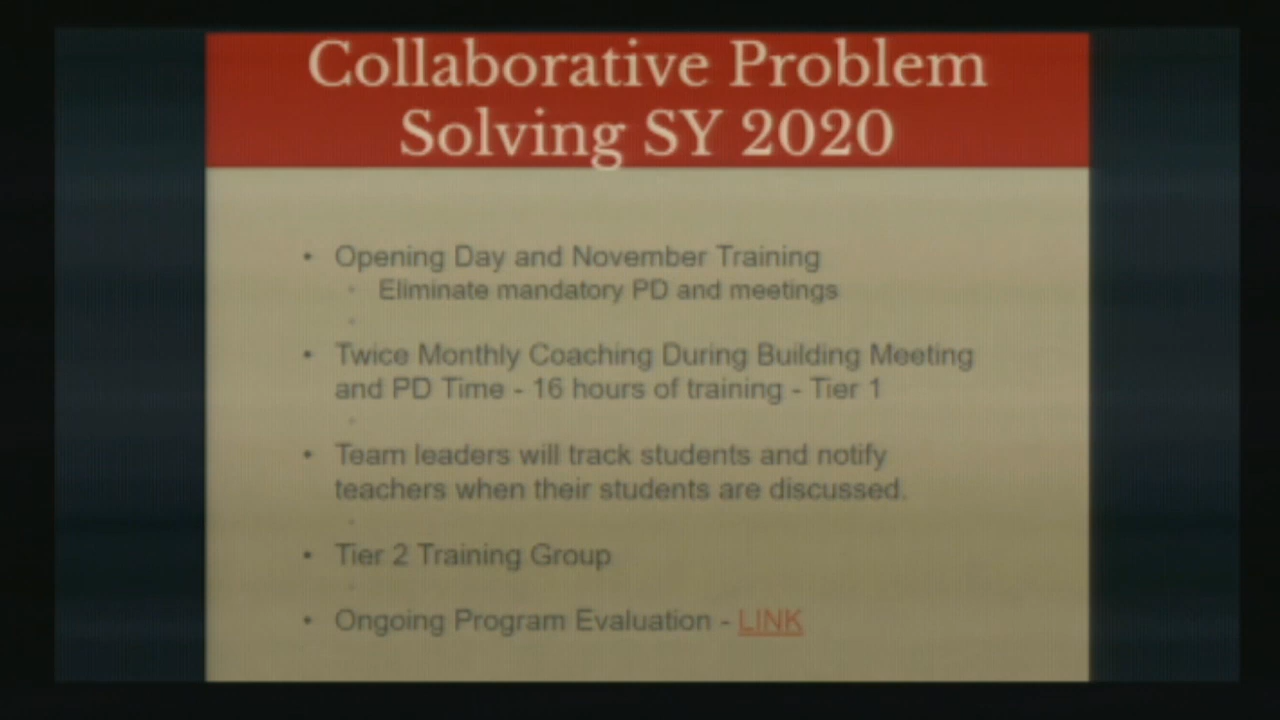 Collaborative Problem
Solving SY 2020
• Opening Day and November Training
• Eliminate mandatory PD and meetings
• Twice Monthly Coaching During Building Meeting
and PD Time - 16 hours of training - Tier 1
• Team leaders will track students and notify
teachers when their students are discussed.
• Tier 2 Training Group
• Ongoing Program Evaluation - LINK